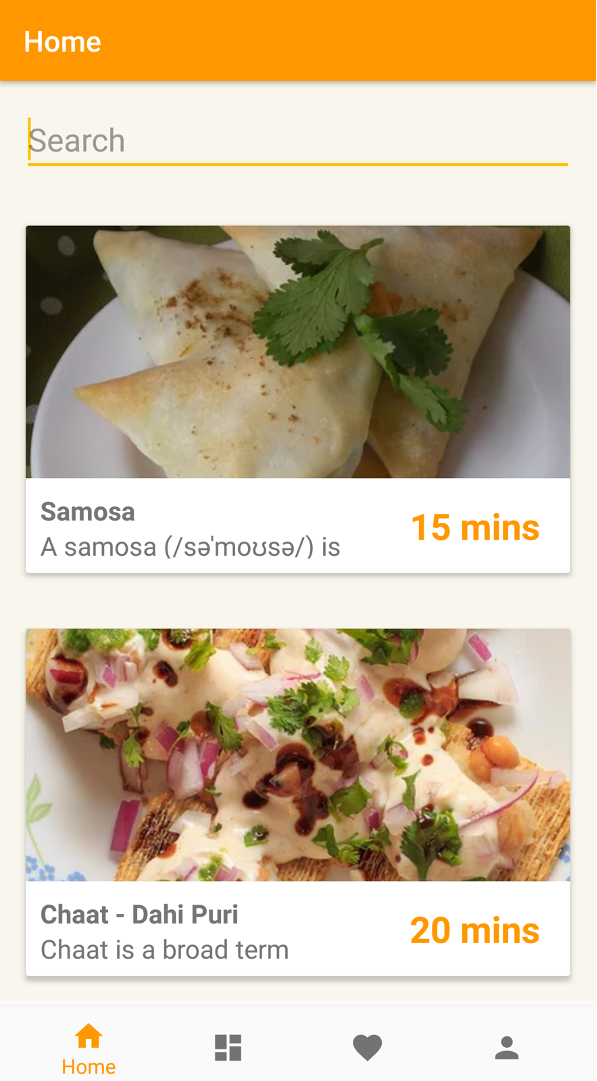 Home
Search
Samosa
A samosa (/səˈmoʊsə/) is
15 mins
Chaat - Dahi Puri
Chaat is a broad term
20 mins
Home